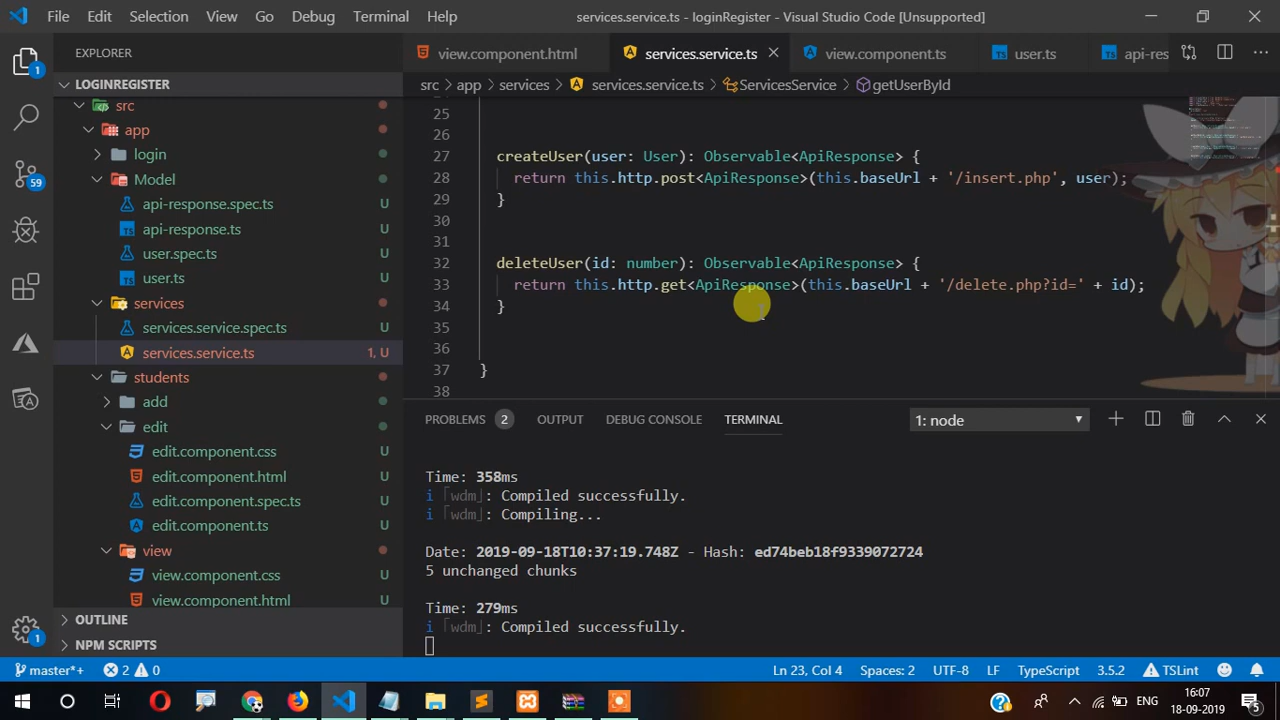 File Edit Selection View Go Debug Terminal Help services.service.ts - loginRegister - Visual Studio Code [Unsupported]
EXPLORER
view.component.html services.service.ts view.component.ts user.ts api-res
LOGINREGISTER
src > app > services > services.service.ts > ServicesService > getUserById
src
app
login
Model
api-response.spec.ts U
api-response.ts U
user.spec.ts U
user.ts U
services
services.service.spec.ts U
services.service.ts 1, U
students
add
edit
edit.component.css U
edit.component.html U
edit.component.spec.ts U
edit.component.ts U
view
view.component.css U
view.component.html U
OUTLINE
NPM SCRIPTS
1
59
1
25
26
27 createUser(user: User): Observable<ApiResponse> {
28 return this.http.post<ApiResponse>(this.baseUrl + '/insert.php', user);
29 }
30
31
32 deleteUser(id: number): Observable<ApiResponse> {
33 return this.http.get<ApiResponse>(this.baseUrl + '/delete.php?id=' + id);
34 }
35
36
37 }
38
PROBLEMS 2 OUTPUT DEBUG CONSOLE TERMINAL 1: node
Time: 358ms
i ｢wdm｣: Compiled successfully.
i ｢wdm｣: Compiling...
Date: 2019-09-18T10:37:19.748Z - Hash: ed74beb18f9339072724
5 unchanged chunks
Time: 279ms
i ｢wdm｣: Compiled successfully.
master*+ 2 0 Ln 23, Col 4 Spaces: 2 UTF-8 LF TypeScript 3.5.2 TSLint
ENG 16:07
18-09-2019 5